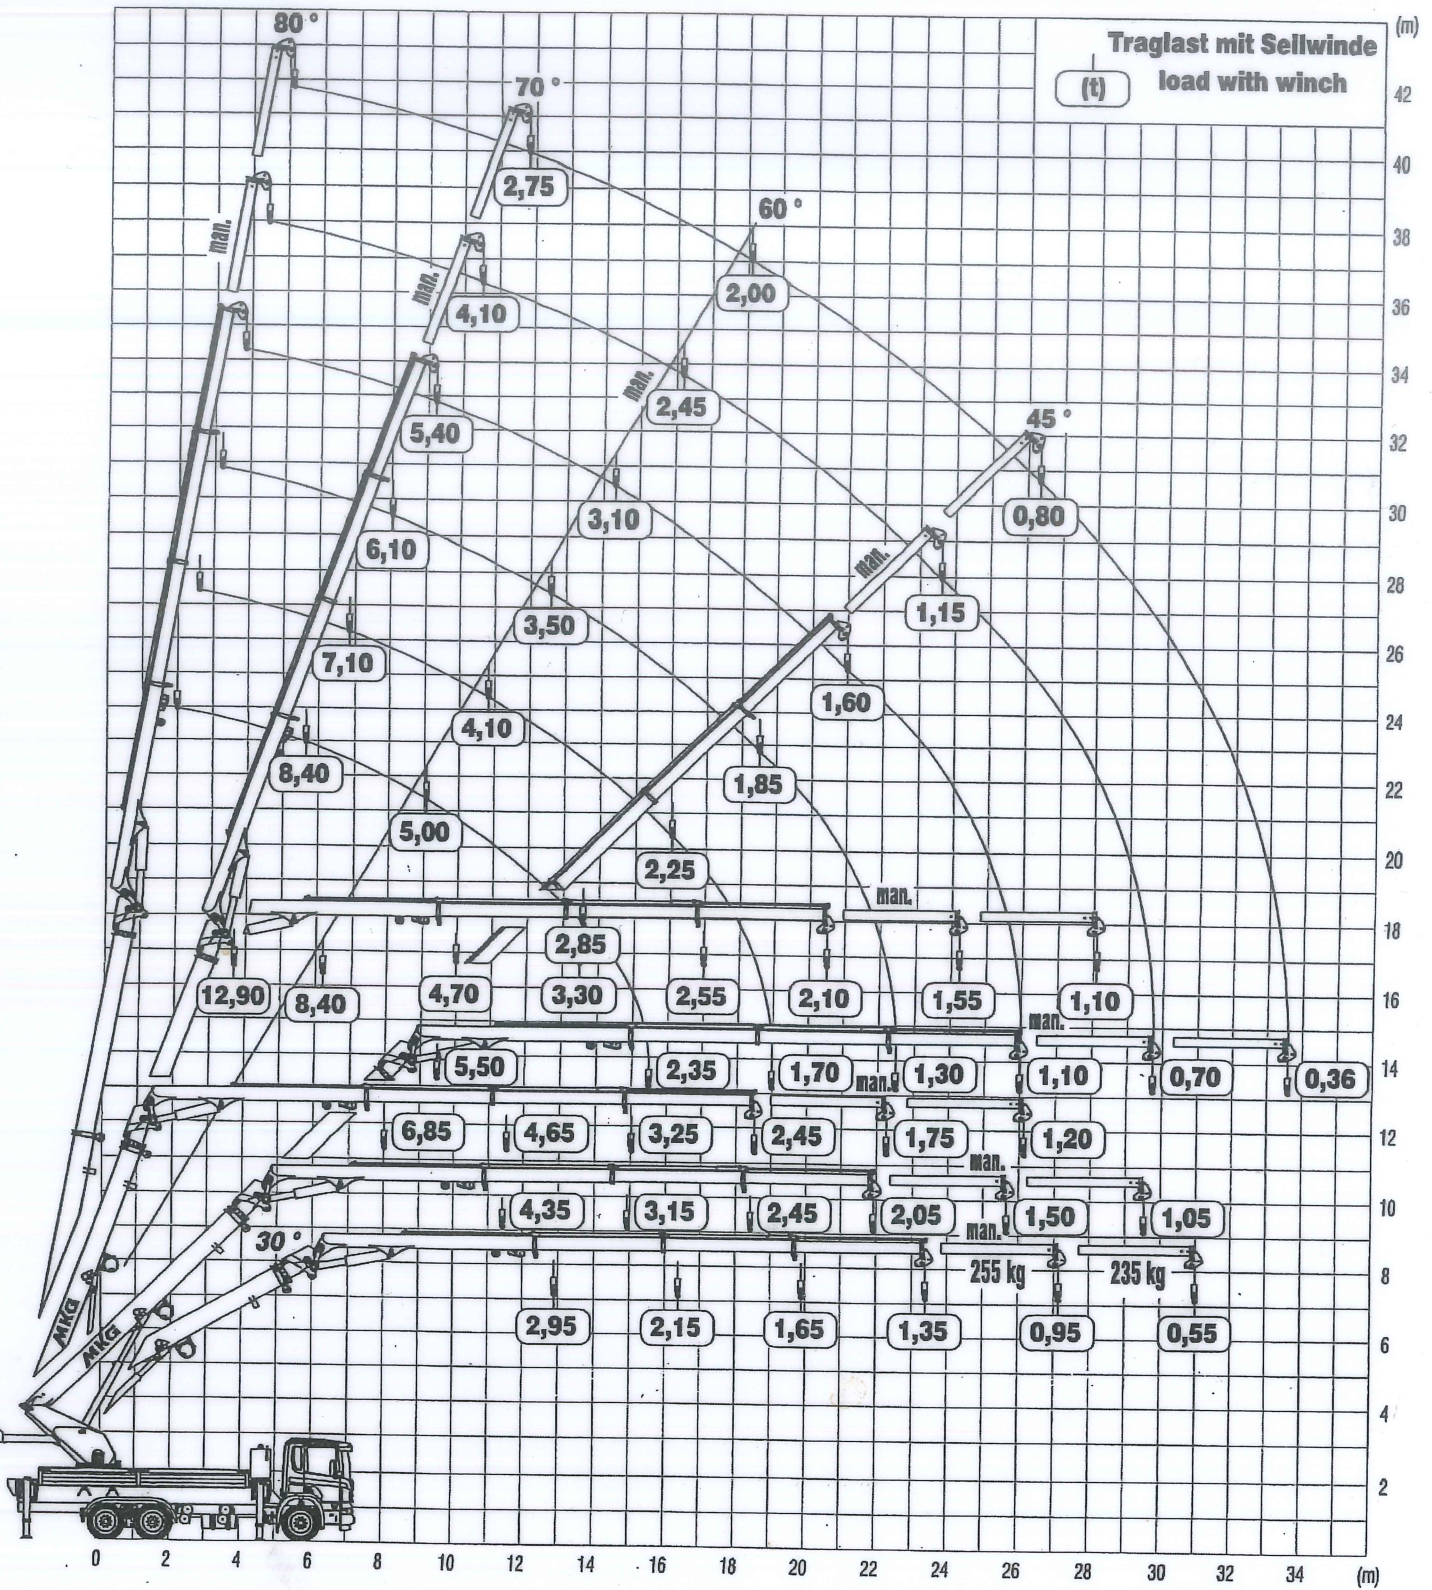 (m)
80°
Traglast mit Sellwinde
(t) load with winch
70°
42
40
2,75
60°
man.
38
2,00
36
man.
4,10
34
man.
2,45
5,40
45°
32
3,10
0,80
30
6,10
man.
28
3,50
1,15
7,10
26
4,10
1,60
24
8,40
1,85
22
5,00
2,25
20
man.
18
2,85
12,90 8,40 4,70 3,30 2,55 2,10 1,55 1,10
16
man.
5,50 2,35 1,70 1,30 1,10 0,70 0,36
14
man.
6,85 4,65 3,25 2,45 1,75 1,20
12
man.
4,35 3,15 2,45 2,05 1,50 1,05
10
30°
man.
255 kg 235 kg
8
2,95 2,15 1,65 1,35 0,95 0,55
6
MKG
MKG
4
2
0 2 4 6 8 10 12 14 16 18 20 22 24 26 28 30 32 34 (m)